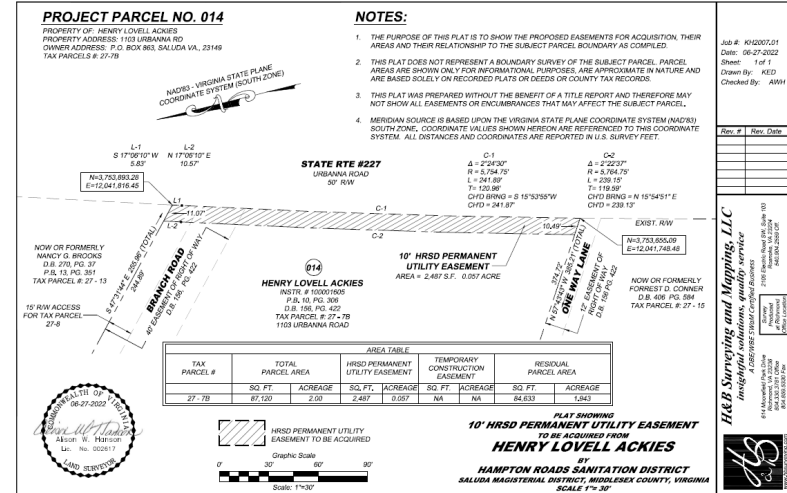 PROJECT PARCEL NO. 014
PROPERTY OF: HENRY LOVELL ACKIES
PROPERTY ADDRESS: 1103 URBANNA RD
OWNER ADDRESS: P.O. BOX 863, SALUDA VA., 23149
TAX PARCELS #: 27-7B
NAD'83 - VIRGINIA STATE PLANE
COORDINATE SYSTEM (SOUTH ZONE)
NOTES:
1. THE PURPOSE OF THIS PLAT IS TO SHOW THE PROPOSED EASEMENTS FOR ACQUISITION, THEIR
AREAS AND THEIR RELATIONSHIP TO THE SUBJECT PARCEL BOUNDARY AS COMPILED.
2. THIS PLAT DOES NOT REPRESENT A BOUNDARY SURVEY OF THE SUBJECT PARCEL. PARCEL
AREAS ARE SHOWN ONLY FOR INFORMATIONAL PURPOSES, ARE APPROXIMATE IN NATURE AND
ARE BASED SOLELY ON RECORDED PLATS OR DEEDS OR COUNTY TAX RECORDS.
3. THIS PLAT WAS PREPARED WITHOUT THE BENEFIT OF A TITLE REPORT AND THEREFORE MAY
NOT SHOW ALL EASEMENTS OR ENCUMBRANCES THAT MAY AFFECT THE SUBJECT PARCEL.
4. MERIDIAN SOURCE IS BASED UPON THE VIRGINIA STATE PLANE COORDINATE SYSTEM (NAD'83)
SOUTH ZONE, COORDINATE VALUES SHOWN HEREON ARE REFERENCED TO THIS COORDINATE
SYSTEM. ALL DISTANCES AND COORDINATES ARE REPORTED IN U.S. SURVEY FEET.
L-1
S 17°06'10" W
5.83'
L-2
N 17°06'10" E
10.57'
N=3,753,893.28
E=12,041,816.45
STATE RTE #227
URBANNA ROAD
50' R/W
C-1
Δ = 2°24'30"
R = 5,754.75'
L = 241.89'
T= 120.96'
CH'D BRNG = S 15°53'55"W
CH'D = 241.87'
C-2
Δ = 2°22'37"
R = 5,764.75'
L = 239.15'
T= 119.59'
CH'D BRNG = N 15°54'51" E
CH'D = 239.13'
L1
11.07'
L-2
C-1
C-2
10.49'
EXIST. R/W
N=3,753,655.09
E=12,041,748.48
NOW OR FORMERLY
NANCY G. BROOKS
D.B. 270, PG. 37
P.B, 13, PG. 351
TAX PARCEL #: 27 - 13
15' R/W ACCESS
FOR TAX PARCEL
27-8
S 47°31'44" E 255.96' (TOTAL)
244.89'
BRANCH ROAD
40' EASEMENT OF RIGHT OF WAY
D.B. 156, PG. 422
014
HENRY LOVELL ACKIES
INSTR. # 100001605
P.B, 10, PG. 306
D.B. 156, PG. 422
TAX PARCEL #: 27 - 7B
1103 URBANNA ROAD
10' HRSD PERMANENT
UTILITY EASEMENT
AREA = 2,487 S.F. 0.057 ACRE
374.72'
N 57°43'43" W 385.21' (TOTAL)
ONE WAY LANE
12' EASEMENT OF
RIGHT OF WAY
D.B. 156 PG. 422
NOW OR FORMERLY
FORREST D. CONNER
D.B. 406 PG. 584
TAX PARCEL #: 27 - 15
AREA TABLE
TAX PARCEL # TOTAL PARCEL AREA HRSD PERMANENT UTILITY EASEMENT TEMPORARY CONSTRUCTION EASEMENT RESIDUAL PARCEL AREA
SQ. FT. ACREAGE SQ. FT. ACREAGE SQ. FT. ACREAGE SQ. FT. ACREAGE
27 - 7B 87,120 2.00 2,487 0.057 NA NA 84,633 1.943
COMMONWEALTH OF VIRGINIA
06-27-2022
Alison W. Hanson
Lic. No. 002617
LAND SURVEYOR
HRSD PERMANENT UTILITY
EASEMENT TO BE ACQUIRED
Graphic Scale
0' 30' 60' 90'
Scale: 1"=30'
PLAT SHOWING
10' HRSD PERMANENT UTILITY EASEMENT
TO BE ACQUIRED FROM
HENRY LOVELL ACKIES
BY
HAMPTON ROADS SANITATION DISTRICT
SALUDA MAGISTERIAL DISTRICT, MIDDLESEX COUNTY, VIRGINIA
SCALE 1"= 30'
Job #: KH2007.01
Date: 06-27-2022
Sheet: 1 of 1
Drawn By: KED
Checked By: AWH
Rev. # Rev. Date
H&B Surveying and Mapping, LLC
insightful solutions, quality service
A DBE/WBE SWaM Certified Business
Survey
Produced
at Richmond
Office Location